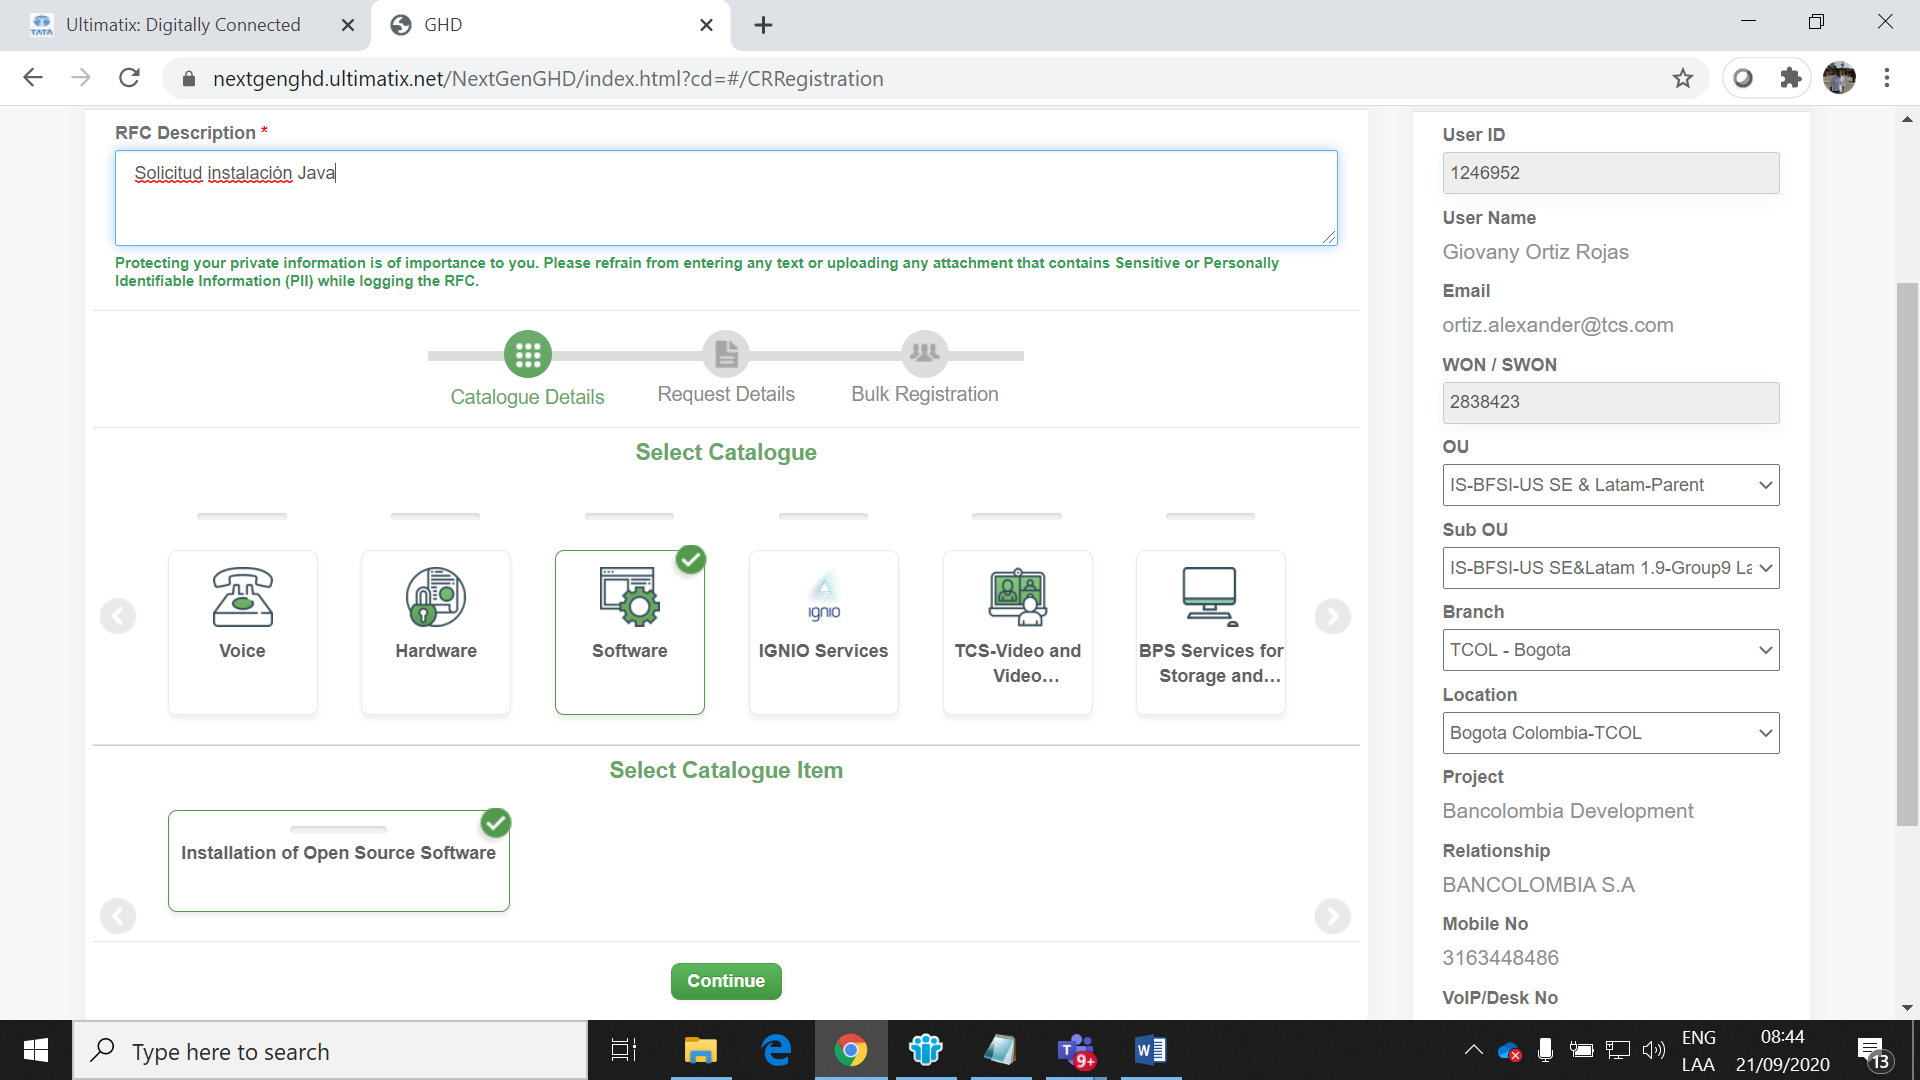 Ultimatix: Digitally Connected
GHD
nextgenghd.ultimatix.net/NextGenGHD/index.html?cd=#/CRRegistration
RFC Description *
Solicitud instalación Java
Protecting your private information is of importance to you. Please refrain from entering any text or uploading any attachment that contains Sensitive or Personally
Identifiable Information (PII) while logging the RFC.
Catalogue Details
Request Details
Bulk Registration
Select Catalogue
Voice
Hardware
Software
ignio
IGNIO Services
TCS-Video and
Video...
BPS Services for
Storage and...
Select Catalogue Item
Installation of Open Source Software
Continue
User ID
1246952
User Name
Giovany Ortiz Rojas
Email
ortiz.alexander@tcs.com
WON / SWON
2838423
OU
IS-BFSI-US SE & Latam-Parent
Sub OU
IS-BFSI-US SE&Latam 1.9-Group9 La
Branch
TCOL - Bogota
Location
Bogota Colombia-TCOL
Project
Bancolombia Development
Relationship
BANCOLOMBIA S.A
Mobile No
3163448486
VoIP/Desk No
Type here to search
9+
ENG
LAA
08:44
21/09/2020
13
TATA